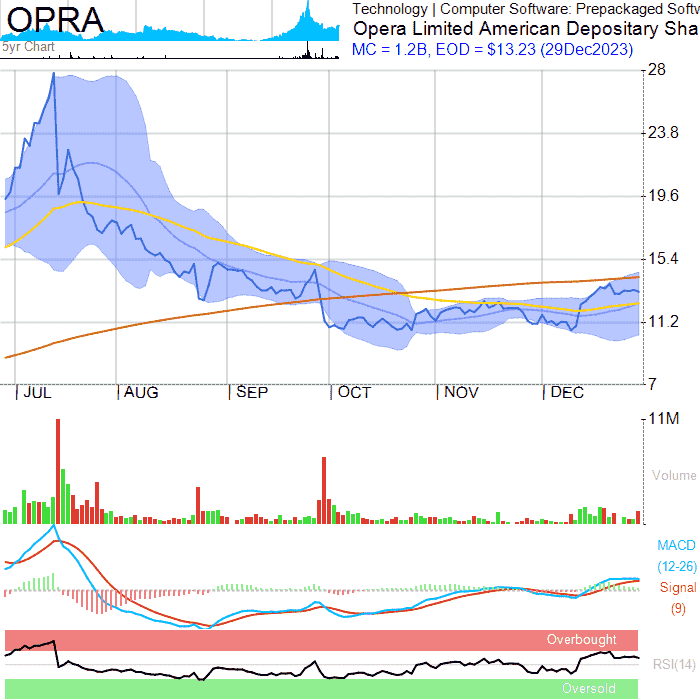 OPRA
5yr Chart
Technology | Computer Software: Prepackaged Softw
Opera Limited American Depositary Sha
MC = 1.2B, EOD = $13.23 (29Dec2023)
28
23.8
19.6
15.4
11.2
7
JUL AUG SEP OCT NOV DEC
11M
Volume
MACD
(12-26)
Signal
(9)
Overbought
RSI(14)
Oversold